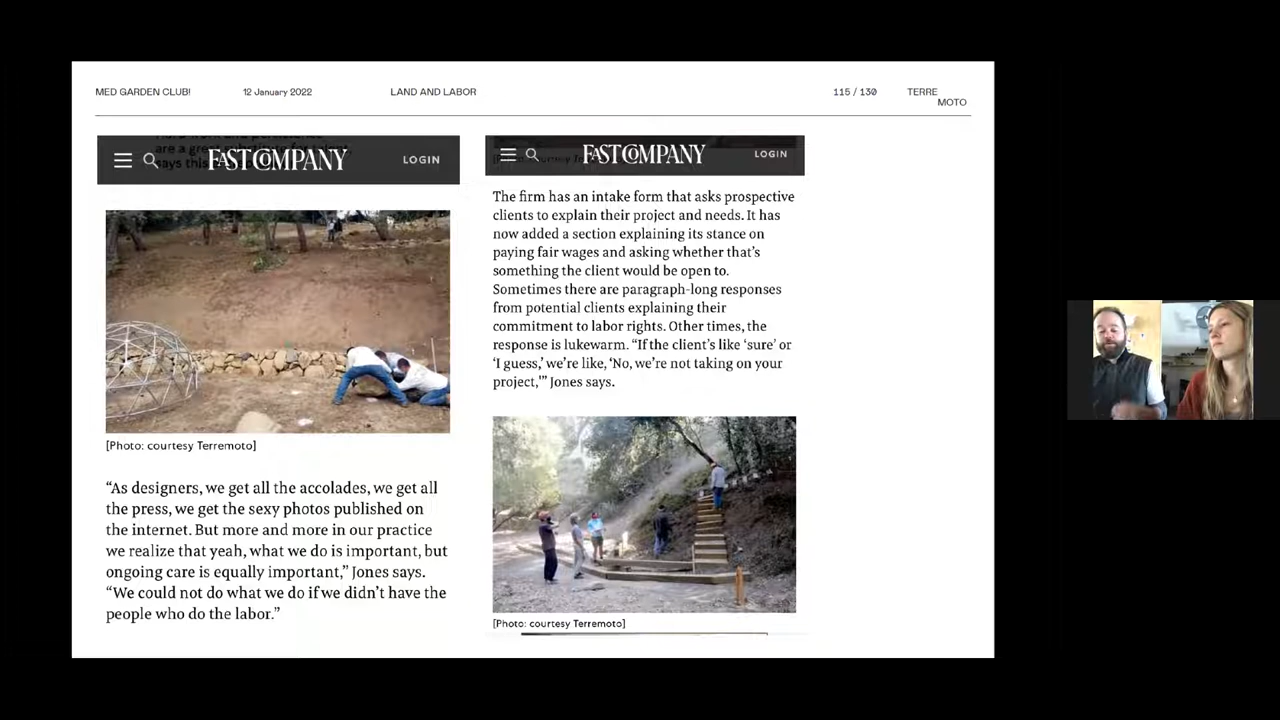 MED GARDEN CLUB!
12 January 2022
LAND AND LABOR
115 / 130
TERRE
MOTO
are a great substitute for talent,
says this
FAST COMPANY
LOGIN
[Photo: courtesy Terremoto]
“As designers, we get all the accolades, we get all
the press, we get the sexy photos published on
the internet. But more and more in our practice
we realize that yeah, what we do is important, but
ongoing care is equally important,” Jones says.
“We could not do what we do if we didn’t have the
people who do the labor.”
FAST COMPANY
LOGIN
The firm has an intake form that asks prospective
clients to explain their project and needs. It has
now added a section explaining its stance on
paying fair wages and asking whether that’s
something the client would be open to.
Sometimes there are paragraph-long responses
from potential clients explaining their
commitment to labor rights. Other times, the
response is lukewarm. “If the client’s like ‘sure’ or
‘I guess,’ we’re like, ‘No, we’re not taking on your
project,’” Jones says.
[Photo: courtesy Terremoto]